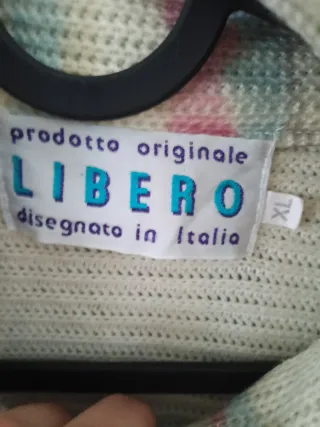 prodotto originale
LIBERO
disegnato in Italia
XL